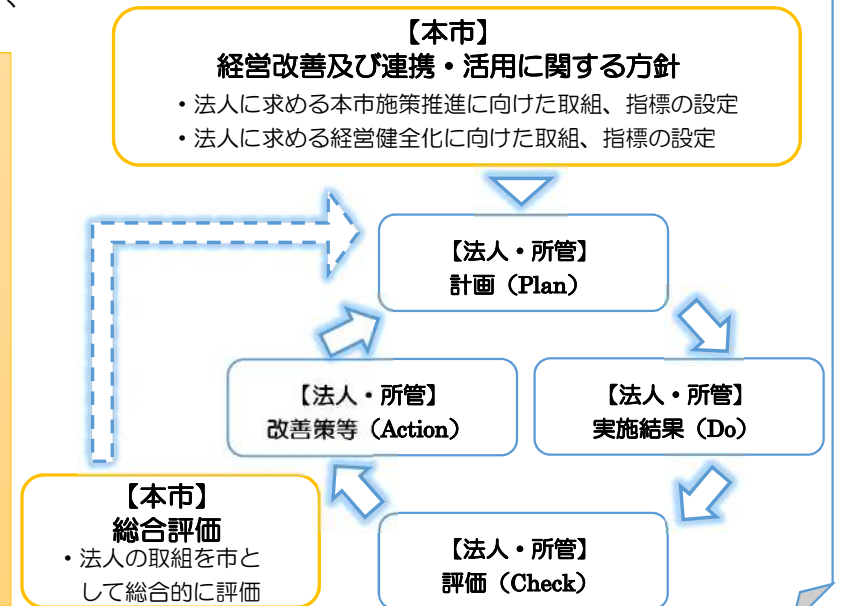 【本市】
経営改善及び連携・活用に関する方針
・法人に求める本市施策推進に向けた取組、指標の設定
・法人に求める経営健全化に向けた取組、指標の設定
【法人・所管】
計画（Plan）
【法人・所管】
改善策等（Action）
【法人・所管】
実施結果（Do）
【本市】
総合評価
・法人の取組を市と
して総合的に評価
【法人・所管】
評価（Check）